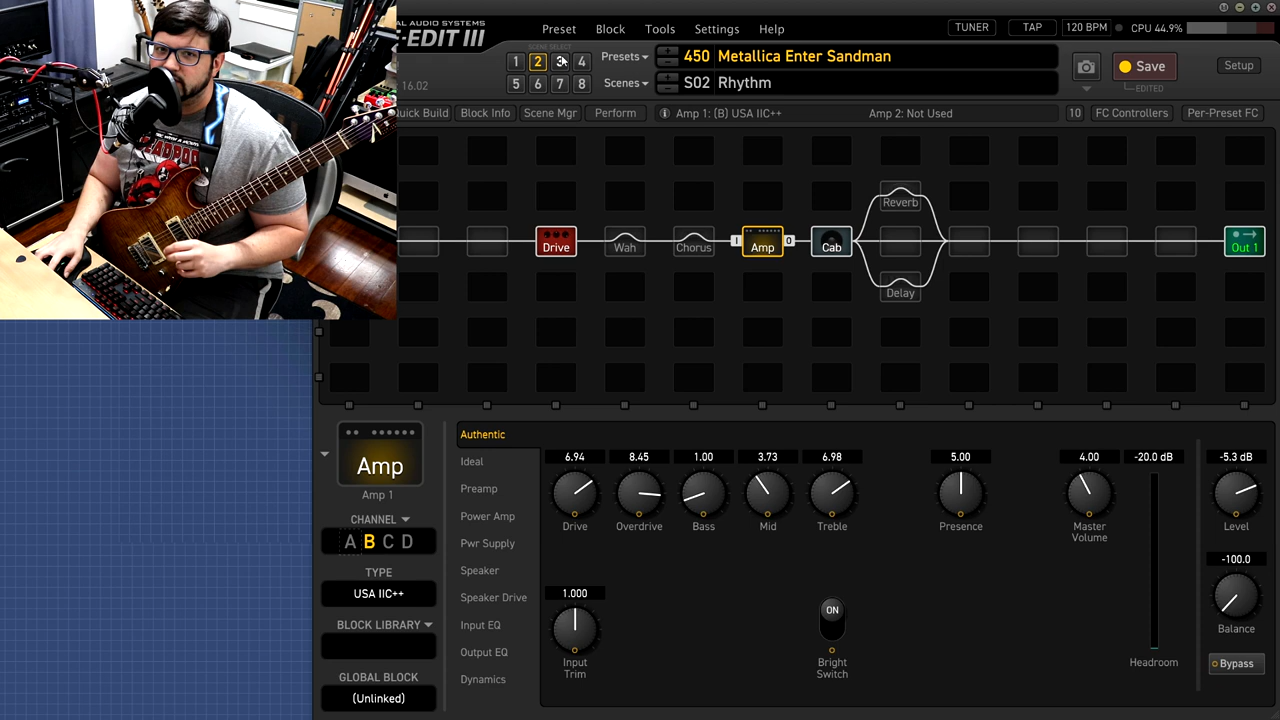 AL AUDIO SYSTEMS
-EDIT III
Preset Block Tools Settings Help
TUNER TAP 120 BPM CPU 44.9%
SCENE SELECT
1 2 3 4
5 6 7 8
Presets 450 Metallica Enter Sandman
Scenes S02 Rhythm
Save
EDITED
Setup
16.02
uick Build Block Info Scene Mgr Perform Amp 1: (B) USA IIC++ Amp 2: Not Used 10 FC Controllers Per-Preset FC
Reverb
Drive Wah Chorus Amp Cab Out 1
Delay
DEADPOOL
Amp
Amp 1
CHANNEL
A B C D
TYPE
USA IIC++
BLOCK LIBRARY
GLOBAL BLOCK
(Unlinked)
Authentic
Ideal
Preamp
Power Amp
Pwr Supply
Speaker
Speaker Drive
Input EQ
Output EQ
Dynamics
6.94 8.45 1.00 3.73 6.98 5.00 4.00 -20.0 dB -5.3 dB
Drive Overdrive Bass Mid Treble Presence Master Volume Level
1.000 ON -100.0
Input Trim Bright Switch Headroom Balance
Bypass